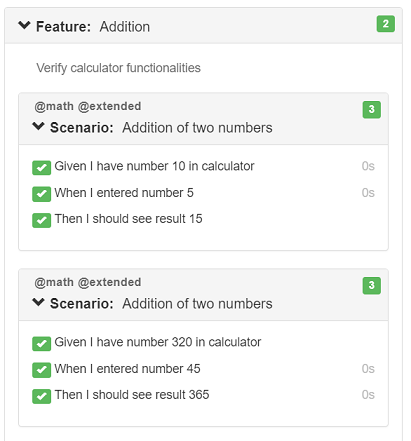 Feature: Addition 2
Verify calculator functionalities
@math @extended
Scenario: Addition of two numbers 3
Given I have number 10 in calculator 0s
When I entered number 5 0s
Then I should see result 15
@math @extended
Scenario: Addition of two numbers 3
Given I have number 320 in calculator
When I entered number 45 0s
Then I should see result 365 0s